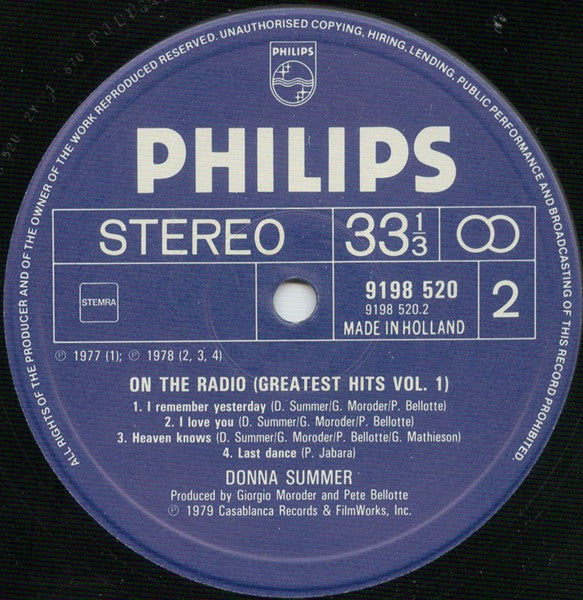 ALL RIGHTS OF THE PRODUCER AND OF THE OWNER OF THE WORK REPRODUCED RESERVED. UNAUTHORISED COPYING, HIRING, LENDING, PUBLIC PERFORMANCE AND BROADCASTING OF THIS RECORD PROHIBITED.
PHILIPS
PHILIPS
STEREO
33 1/3
STEMRA
9198 520
9198 520.2
MADE IN HOLLAND
2
℗ 1977 (1); ℗ 1978 (2, 3, 4)
ON THE RADIO (GREATEST HITS VOL. 1)
1. I remember yesterday (D. Summer/G. Moroder/P. Bellotte)
2. I love you (D. Summer/G. Moroder/P. Bellotte)
3. Heaven knows (D. Summer/G. Moroder/P. Bellotte/G. Mathieson)
4. Last dance (P. Jabara)
DONNA SUMMER
Produced by Giorgio Moroder and Pete Bellotte
℗ 1979 Casablanca Records & FilmWorks, Inc.